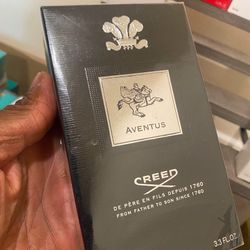 AVENTUS
CREED
DE PÈRE EN FILS DEPUIS 1760
FROM FATHER TO SON SINCE 1760
3.3 FL.OZ